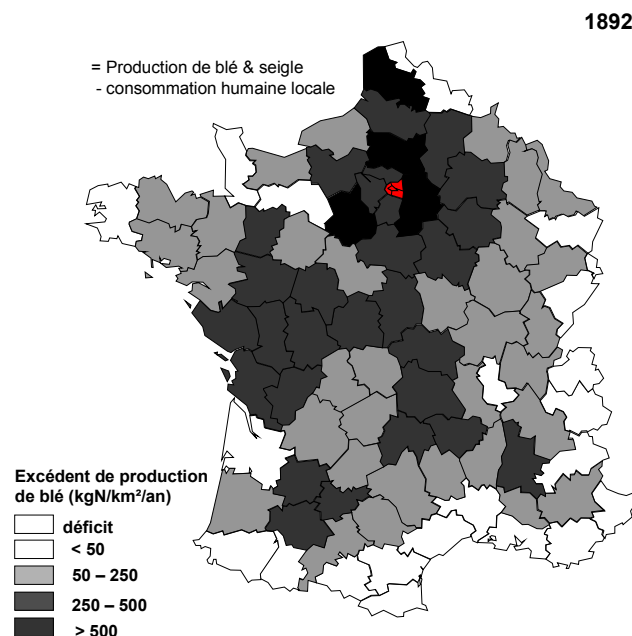 1892
= Production de blé & seigle
- consommation humaine locale
Excédent de production
de blé (kgN/km²/an)
déficit
< 50
50 – 250
250 – 500
> 500